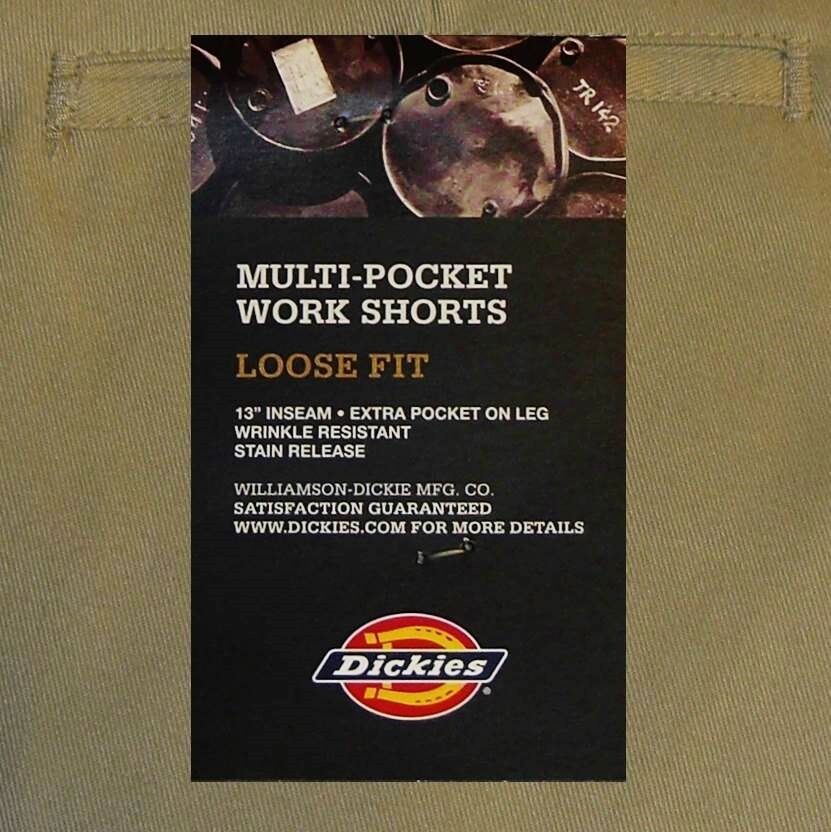 JR 142
MULTI-POCKET
WORK SHORTS
LOOSE FIT
13" INSEAM • EXTRA POCKET ON LEG
WRINKLE RESISTANT
STAIN RELEASE
WILLIAMSON-DICKIE MFG. CO.
SATISFACTION GUARANTEED
WWW.DICKIES.COM FOR MORE DETAILS
Dickies®